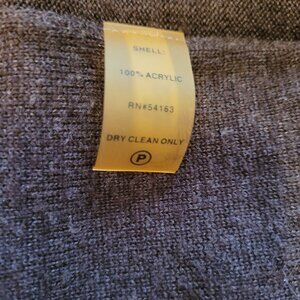 SHELL:
100% ACRYLIC
RN#54163
DRY CLEAN ONLY
P